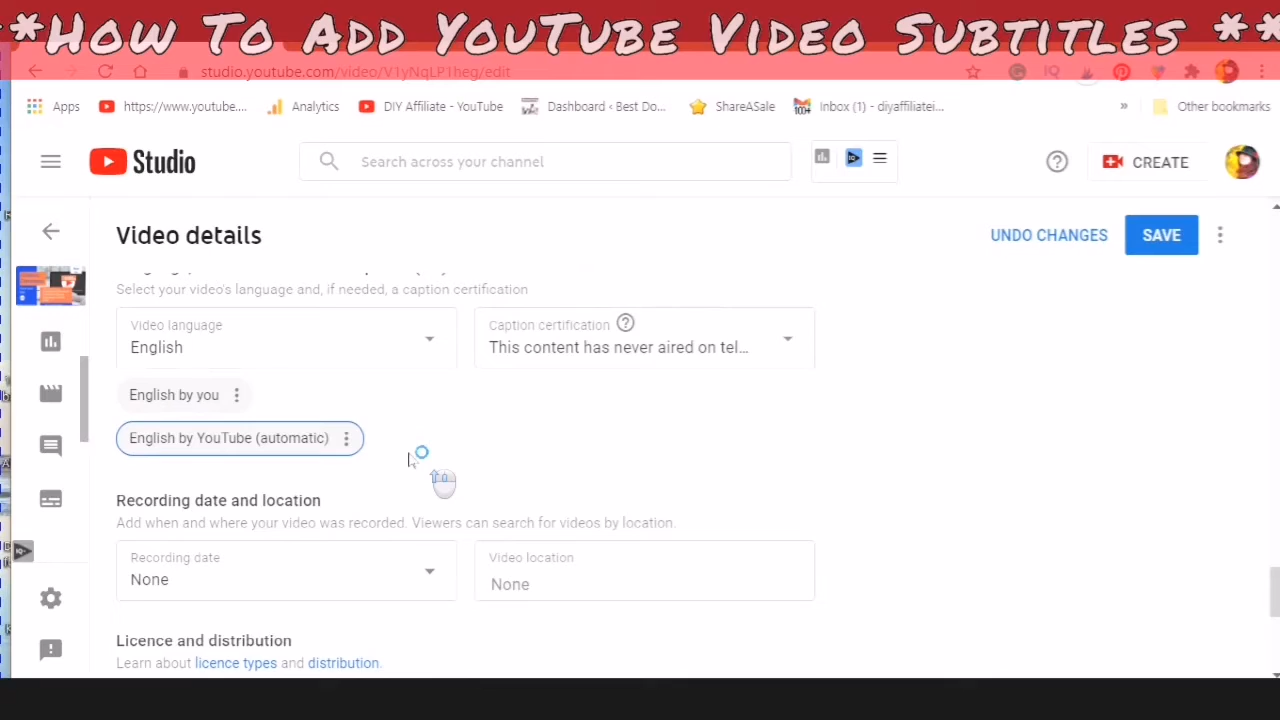 **How To Add YouTube Video Subtitles **
studio.youtube.com/video/V1yNqLP1heg/edit
Apps https://www.youtube.... Analytics DIY Affiliate - YouTube Dashboard ‹ Best Do... ShareASale Inbox (1) - diyaffiliatei... » Other bookmarks
Studio Search across your channel CREATE
Video details UNDO CHANGES SAVE
Select your video's language and, if needed, a caption certification
Video language Caption certification
English This content has never aired on tel...
English by you
English by YouTube (automatic)
Recording date and location
Add when and where your video was recorded. Viewers can search for videos by location.
Recording date Video location
None None
Licence and distribution
Learn about licence types and distribution.